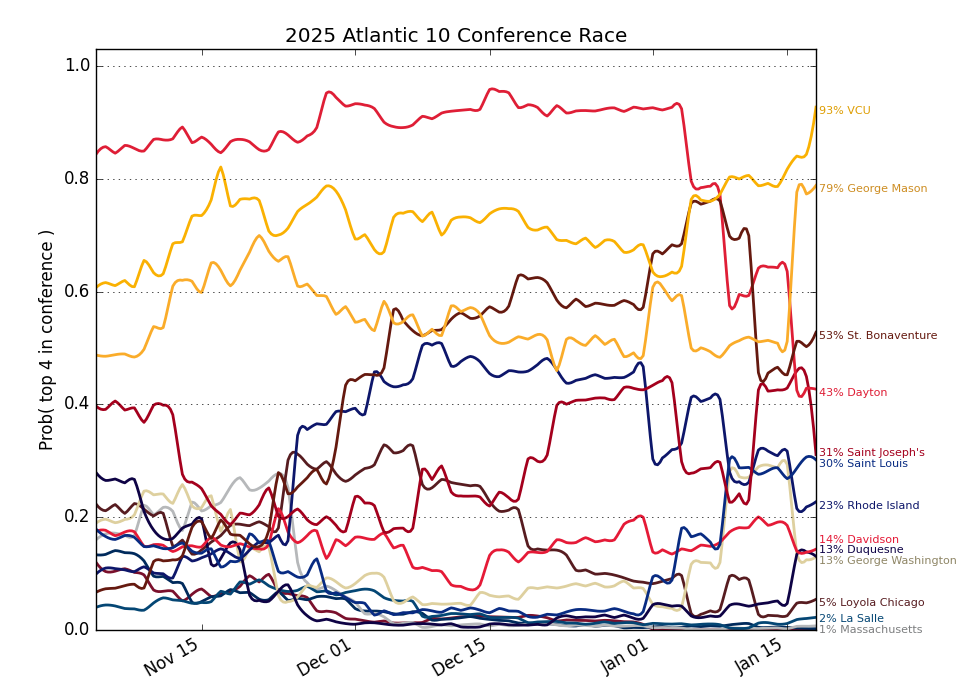 2025 Atlantic 10 Conference Race
Prob( top 4 in conference )
1.0
0.8
0.6
0.4
0.2
0.0
Nov 15
Dec 01
Dec 15
Jan 01
Jan 15
93% VCU
79% George Mason
53% St. Bonaventure
43% Dayton
31% Saint Joseph's
30% Saint Louis
23% Rhode Island
14% Davidson
13% Duquesne
13% George Washington
5% Loyola Chicago
2% La Salle
1% Massachusetts